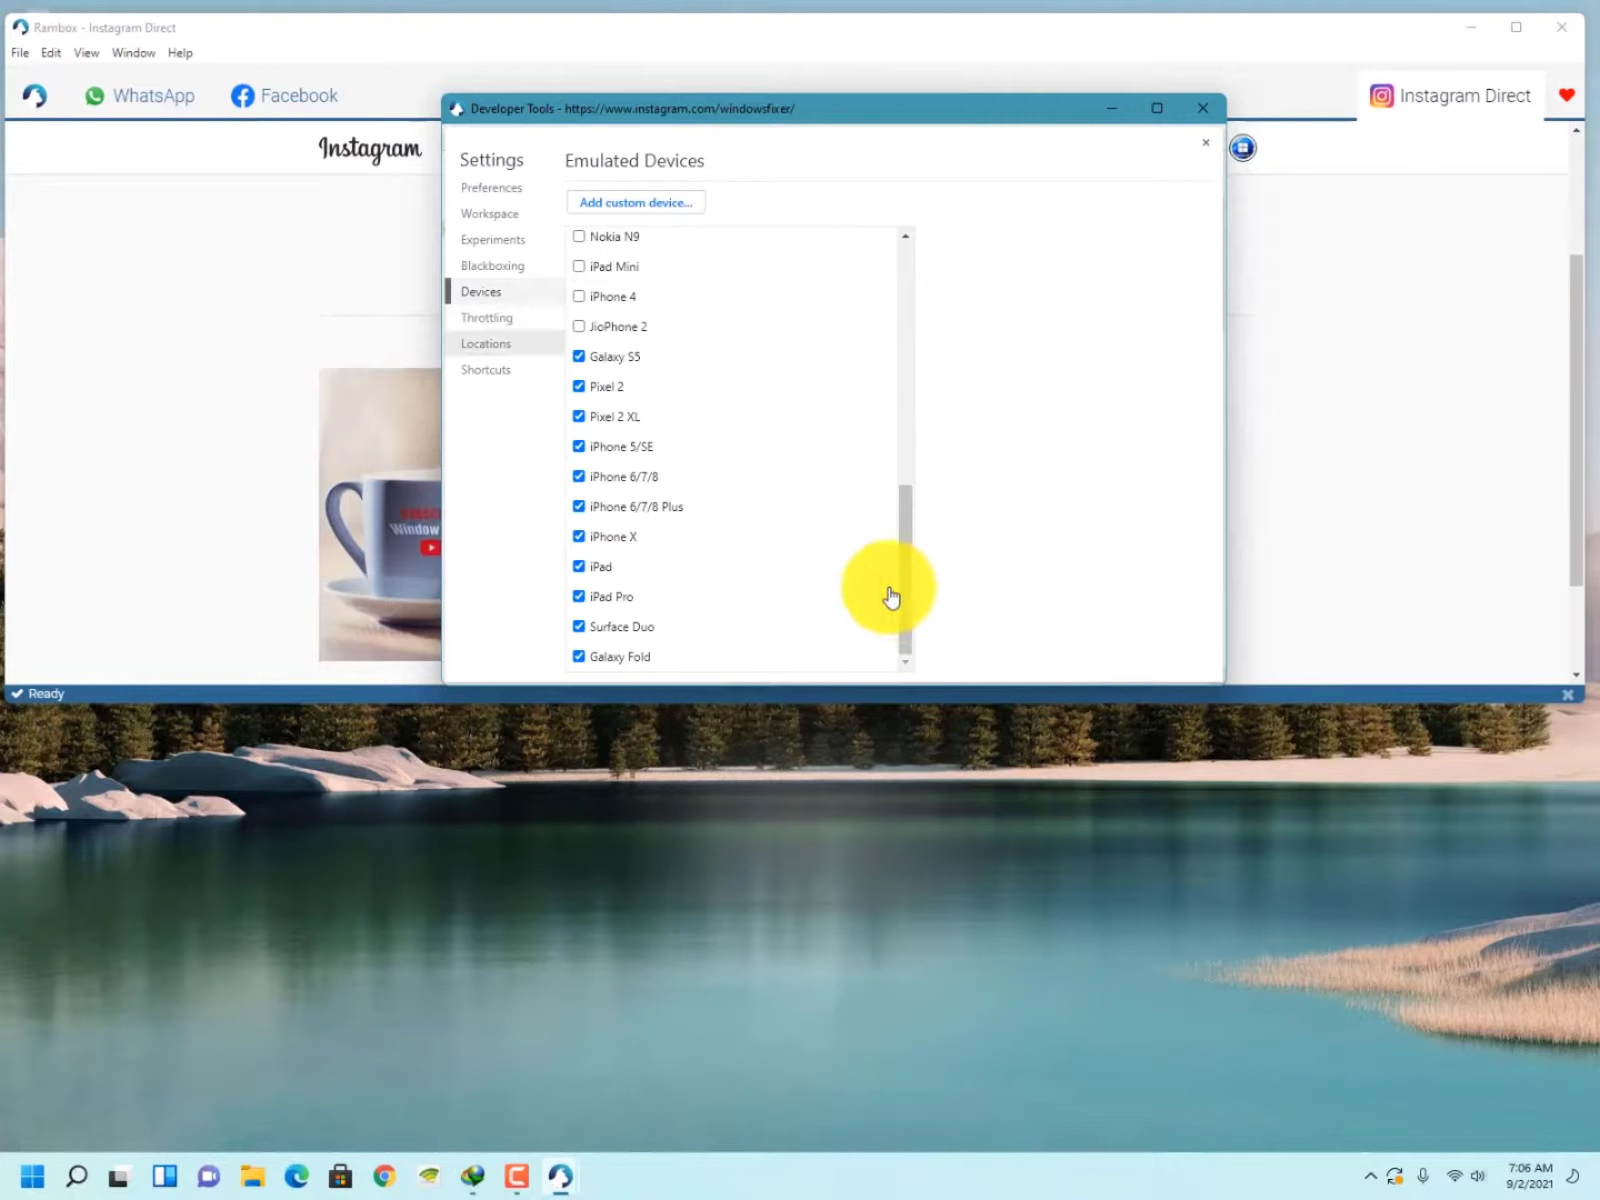 Rambox - Instagram Direct
File Edit View Window Help
WhatsApp Facebook Instagram Direct
Developer Tools - https://www.instagram.com/windowsfixer/
Instagram
Settings
Preferences
Workspace
Experiments
Blackboxing
Devices
Throttling
Locations
Shortcuts
Emulated Devices
Add custom device...
Nokia N9
iPad Mini
iPhone 4
JioPhone 2
Galaxy S5
Pixel 2
Pixel 2 XL
iPhone 5/SE
iPhone 6/7/8
iPhone 6/7/8 Plus
iPhone X
iPad
iPad Pro
Surface Duo
Galaxy Fold
Window
Ready
7:06 AM
9/2/2021